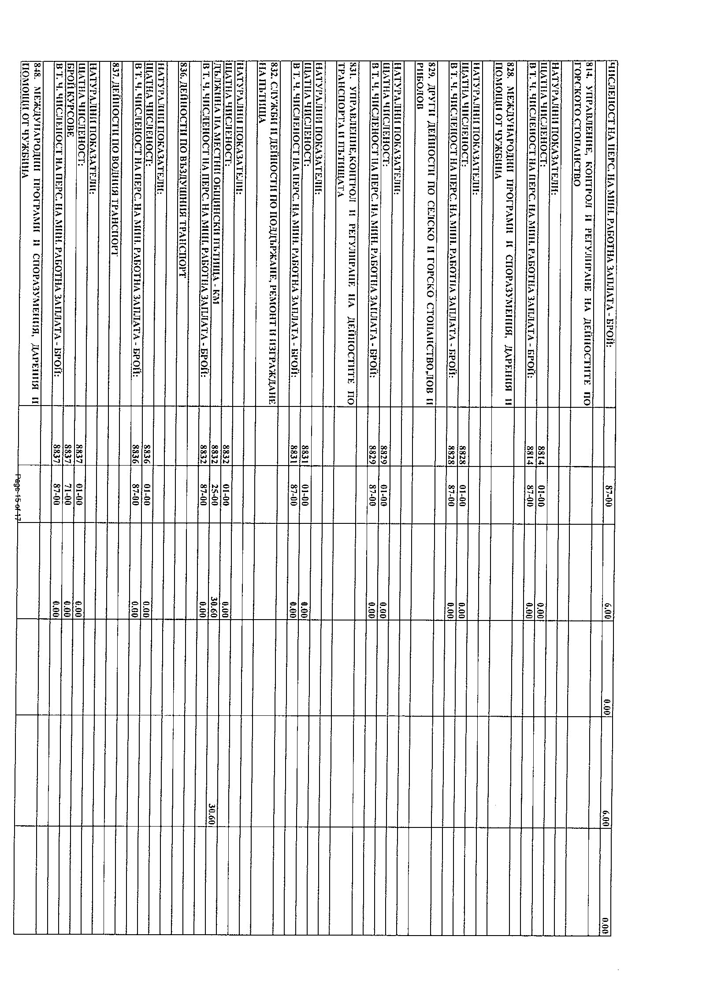 ЧИСЛЕНОСТ НА ПЕРС. НА МИН. РАБОТНА ЗАПЛАТА - БРОЙ: 87-00 6.00 0.00 6.00 0.00
814. УПРАВЛЕНИЕ, КОНТРОЛ И РЕГУЛИРАНЕ НА ДЕЙНОСТИТЕ ПО
ГОРСКОТО СТОПАНСТВО
НАТУРАЛНИ ПОКАЗАТЕЛИ:
ЩАТНА ЧИСЛЕНОСТ: 8814 01-00 0.00
В Т. Ч. ЧИСЛЕНОСТ НА ПЕРС. НА МИН. РАБОТНА ЗАПЛАТА - БРОЙ: 8814 87-00 0.00
828. МЕЖДУНАРОДНИ ПРОГРАМИ И СПОРАЗУМЕНИЯ, ДАРЕНИЯ И
ПОМОЩИ ОТ ЧУЖБИНА
НАТУРАЛНИ ПОКАЗАТЕЛИ:
ЩАТНА ЧИСЛЕНОСТ: 8828 01-00 0.00
В Т. Ч. ЧИСЛЕНОСТ НА ПЕРС. НА МИН. РАБОТНА ЗАПЛАТА - БРОЙ: 8828 87-00 0.00
829. ДРУГИ ДЕЙНОСТИ ПО СЕЛСКО И ГОРСКО СТОПАНСТВО,ЛОВ И
РИБОЛОВ
НАТУРАЛНИ ПОКАЗАТЕЛИ:
ЩАТНА ЧИСЛЕНОСТ: 8829 01-00 0.00
В Т. Ч. ЧИСЛЕНОСТ НА ПЕРС. НА МИН. РАБОТНА ЗАПЛАТА - БРОЙ: 8829 87-00 0.00
831. УПРАВЛЕНИЕ,КОНТРОЛ И РЕГУЛИРАНЕ НА ДЕЙНОСТИТЕ ПО
ТРАНСПОРТА И ПЪТИЩАТА
НАТУРАЛНИ ПОКАЗАТЕЛИ:
ЩАТНА ЧИСЛЕНОСТ: 8831 01-00 0.00
В Т. Ч. ЧИСЛЕНОСТ НА ПЕРС. НА МИН. РАБОТНА ЗАПЛАТА - БРОЙ: 8831 87-00 0.00
832. СЛУЖБИ И ДЕЙНОСТИ ПО ПОДДЪРЖАНЕ, РЕМОНТ И ИЗГРАЖДАНЕ
НА ПЪТИЩА
НАТУРАЛНИ ПОКАЗАТЕЛИ:
ЩАТНА ЧИСЛЕНОСТ: 8832 01-00 0.00
ДЪЛЖИНА НА МЕСТНИ ОБЩИНСКИ ПЪТИЩА - КМ 8832 25-00 30.60 30.60
В Т. Ч. ЧИСЛЕНОСТ НА ПЕРС. НА МИН. РАБОТНА ЗАПЛАТА - БРОЙ: 8832 87-00 0.00
836. ДЕЙНОСТИ ПО ВЪЗДУШНИЯ ТРАНСПОРТ
НАТУРАЛНИ ПОКАЗАТЕЛИ:
ЩАТНА ЧИСЛЕНОСТ: 8836 01-00 0.00
В Т. Ч. ЧИСЛЕНОСТ НА ПЕРС. НА МИН. РАБОТНА ЗАПЛАТА - БРОЙ: 8836 87-00 0.00
837. ДЕЙНОСТИ ПО ВОДНИЯ ТРАНСПОРТ
НАТУРАЛНИ ПОКАЗАТЕЛИ:
ЩАТНА ЧИСЛЕНОСТ: 8837 01-00 0.00
БРОЙ КУРСОВЕ 8837 71-00 0.00
В Т. Ч. ЧИСЛЕНОСТ НА ПЕРС. НА МИН. РАБОТНА ЗАПЛАТА - БРОЙ: 8837 87-00 0.00
848. МЕЖДУНАРОДНИ ПРОГРАМИ И СПОРАЗУМЕНИЯ, ДАРЕНИЯ И
ПОМОЩИ ОТ ЧУЖБИНА
Page 15 of 17